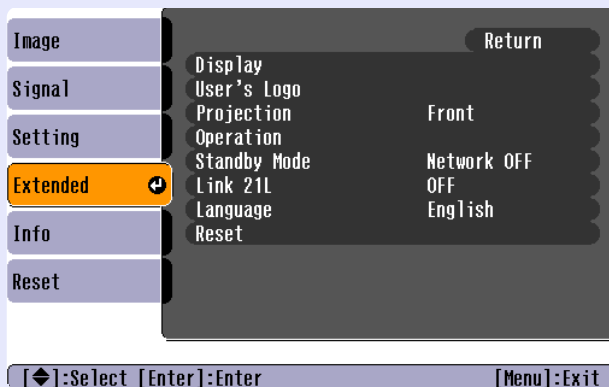 Image
Signal
Setting
Extended
Info
Reset
Return
Display
User's Logo
Projection Front
Operation
Standby Mode Network OFF
Link 21L OFF
Language English
Reset
[◆]:Select [Enter]:Enter [Menu]:Exit